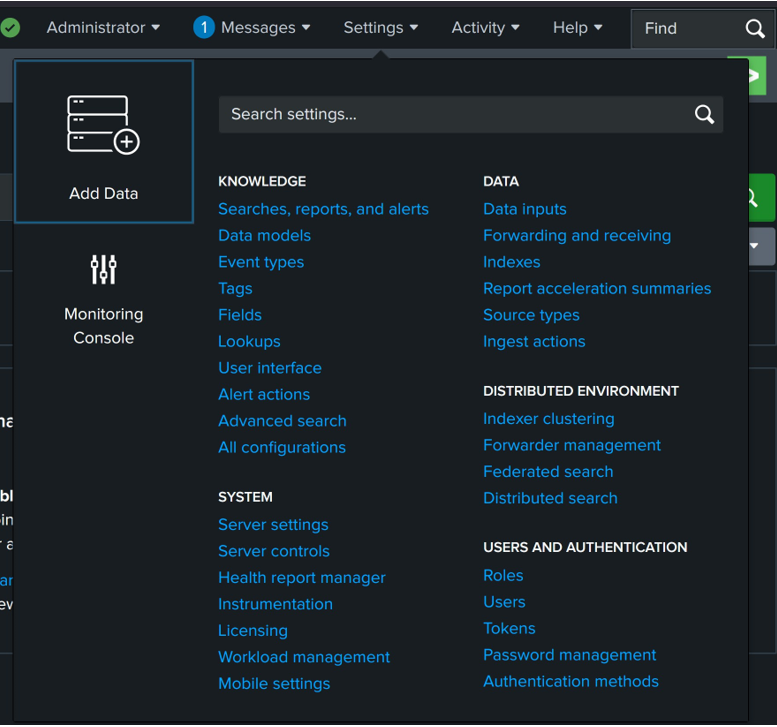 Administrator
1 Messages
Settings
Activity
Help
Find
Add Data
Monitoring
Console
Search settings...
KNOWLEDGE
Searches, reports, and alerts
Data models
Event types
Tags
Fields
Lookups
User interface
Alert actions
Advanced search
All configurations
SYSTEM
Server settings
Server controls
Health report manager
Instrumentation
Licensing
Workload management
Mobile settings
DATA
Data inputs
Forwarding and receiving
Indexes
Report acceleration summaries
Source types
Ingest actions
DISTRIBUTED ENVIRONMENT
Indexer clustering
Forwarder management
Federated search
Distributed search
USERS AND AUTHENTICATION
Roles
Users
Tokens
Password management
Authentication methods